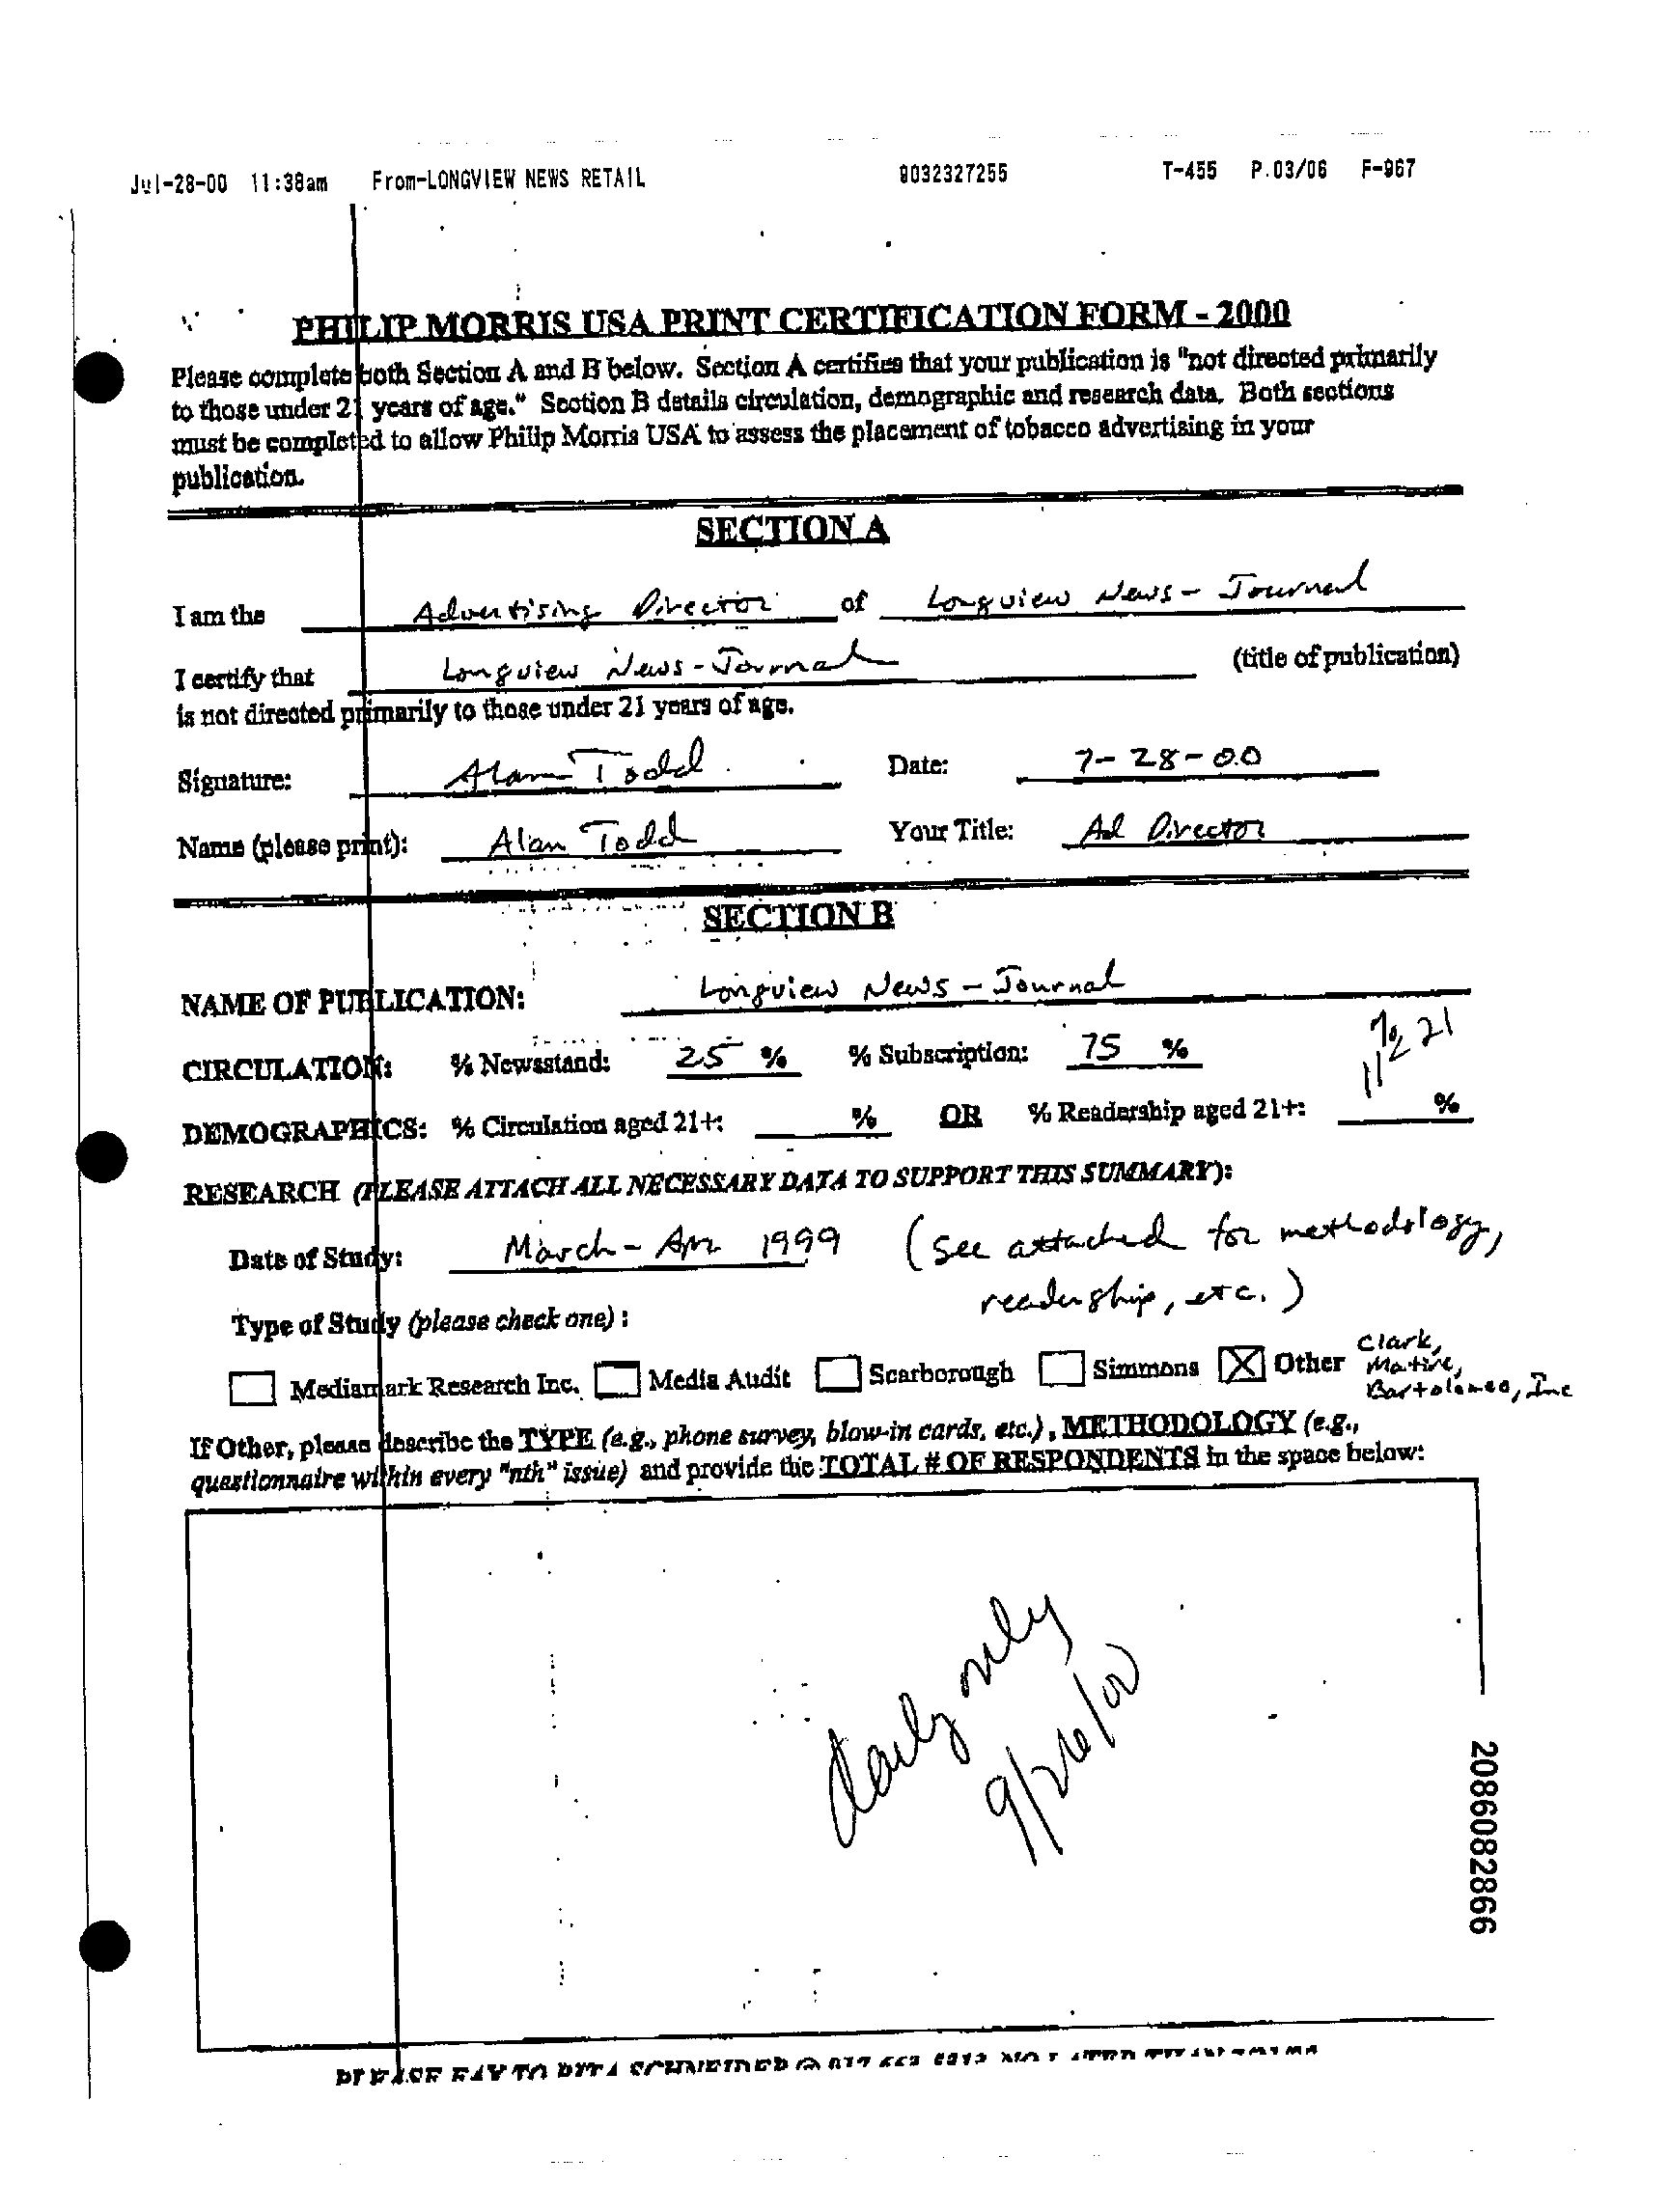 Jul-28-00 11:38am From-LONGVIEW NEWS RETAIL 9032327255 T-455 P.03/06 F-967
PHILIP MORRIS USA PRINT CERTIFICATION FORM - 2000
Please complete both Section A and B below. Section A certifies that your publication is "not directed primarily
to those under 21 years of age." Section B details circulation, demographic and research data. Both sections
must be completed to allow Philip Morris USA to assess the placement of tobacco advertising in your
publication.
SECTION A
I am the Advertising Director of Longview News - Journal
(title of publication)
I certify that Longview News - Journal
is not directed primarily to those under 21 years of age.
Signature: Alan Todd Date: 7-28-00
Name (please print): Alan Todd Your Title: Ad Director
SECTION B
NAME OF PUBLICATION: Longview News - Journal
CIRCULATION: % Newsstand: 25 % % Subscription: 75 %
DEMOGRAPHICS: % Circulation aged 21+: % OR % Readership aged 21+: %
RESEARCH (PLEASE ATTACH ALL NECESSARY DATA TO SUPPORT THIS SUMMARY):
Date of Study: March - Apr 1999 (see attached for methodology,
readership, etc.)
Type of Study (please check one) :
Mediamark Research Inc. Media Audit Scarborough Simmons Other Clark,
Martire,
Bartolomeo, Inc
If Other, please describe the TYPE (e.g., phone survey, blow-in cards, etc.) , METHODOLOGY (e.g.,
questionnaire within every "nth" issue) and provide the TOTAL # OF RESPONDENTS in the space below:
daily only
9/26/00
2086082866
PLEASE FAX TO RITA SCHNEIDER @